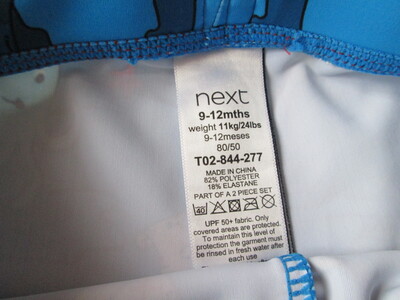 next
9-12mths
weight 11kg/24lbs
9-12meses
80/50
T02-844-277
MADE IN CHINA
82% POLYESTER
18% ELASTANE
PART OF A 2 PIECE SET
40
UPF 50+ fabric. Only
covered areas are protected.
To maintain this level of
protection the garment must
be rinsed in fresh water after
each use